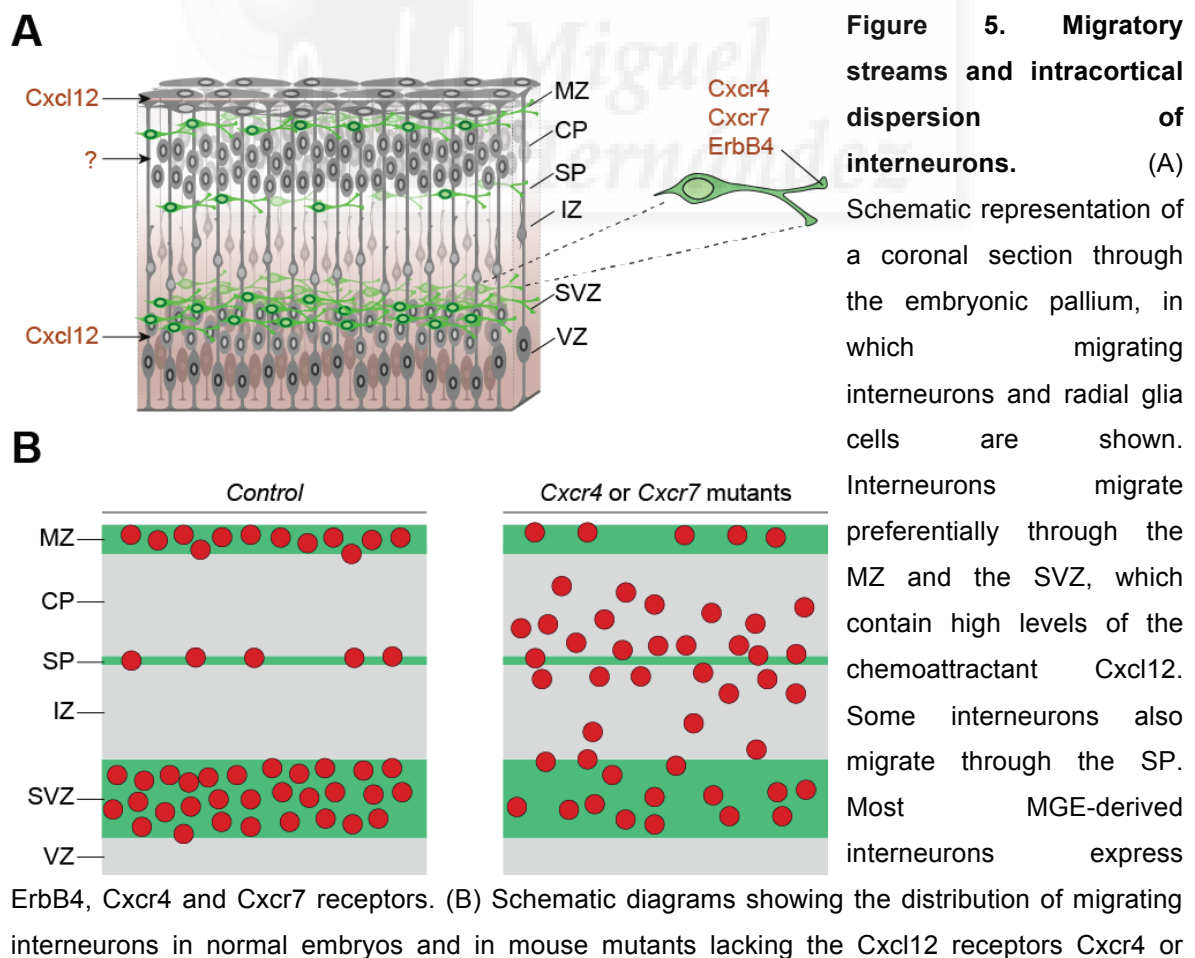 A
Miguel
Hernández
Cxcl12
?
Cxcl12
MZ
CP
SP
IZ
SVZ
VZ
Cxcr4
Cxcr7
ErbB4
B
Control
Cxcr4 or Cxcr7 mutants
MZ
CP
SP
IZ
SVZ
VZ
Figure 5. Migratory
streams and intracortical
dispersion of
interneurons. (A)
Schematic representation of
a coronal section through
the embryonic pallium, in
which migrating
interneurons and radial glia
cells are shown.
Interneurons migrate
preferentially through the
MZ and the SVZ, which
contain high levels of the
chemoattractant Cxcl12.
Some interneurons also
migrate through the SP.
Most MGE-derived
interneurons express
ErbB4, Cxcr4 and Cxcr7 receptors. (B) Schematic diagrams showing the distribution of migrating
interneurons in normal embryos and in mouse mutants lacking the Cxcl12 receptors Cxcr4 or